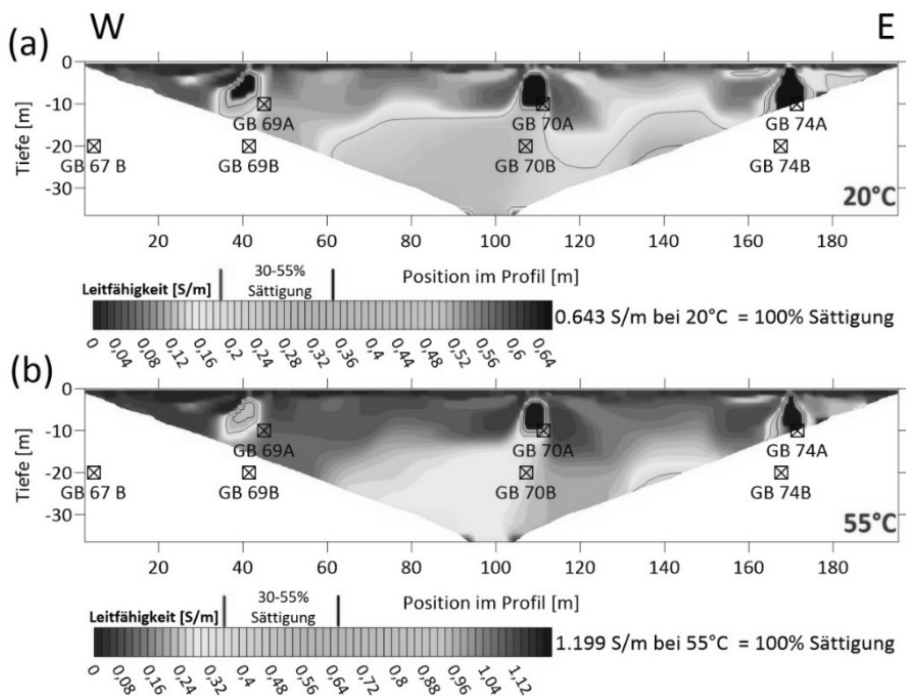 W E
(a)
0
-10
-20
-30
Tiefe [m]
GB 69A GB 70A GB 74A
GB 67 B GB 69B GB 70B GB 74B
20°C
20 40 60 80 100 120 140 160 180
Position im Profil [m]
Leitfähigkeit [S/m] 30-55% Sättigung
0 0,04 0,08 0,12 0,16 0,2 0,24 0,28 0,32 0,36 0,4 0,44 0,48 0,52 0,56 0,6 0,64
0.643 S/m bei 20°C = 100% Sättigung
(b)
0
-10
-20
-30
Tiefe [m]
GB 69A GB 70A GB 74A
GB 67 B GB 69B GB 70B GB 74B
55°C
20 40 60 80 100 120 140 160 180
Position im Profil [m]
Leitfähigkeit [S/m] 30-55% Sättigung
0 0,08 0,16 0,24 0,32 0,4 0,48 0,56 0,64 0,72 0,8 0,88 0,96 1,04 1,12
1.199 S/m bei 55°C = 100% Sättigung